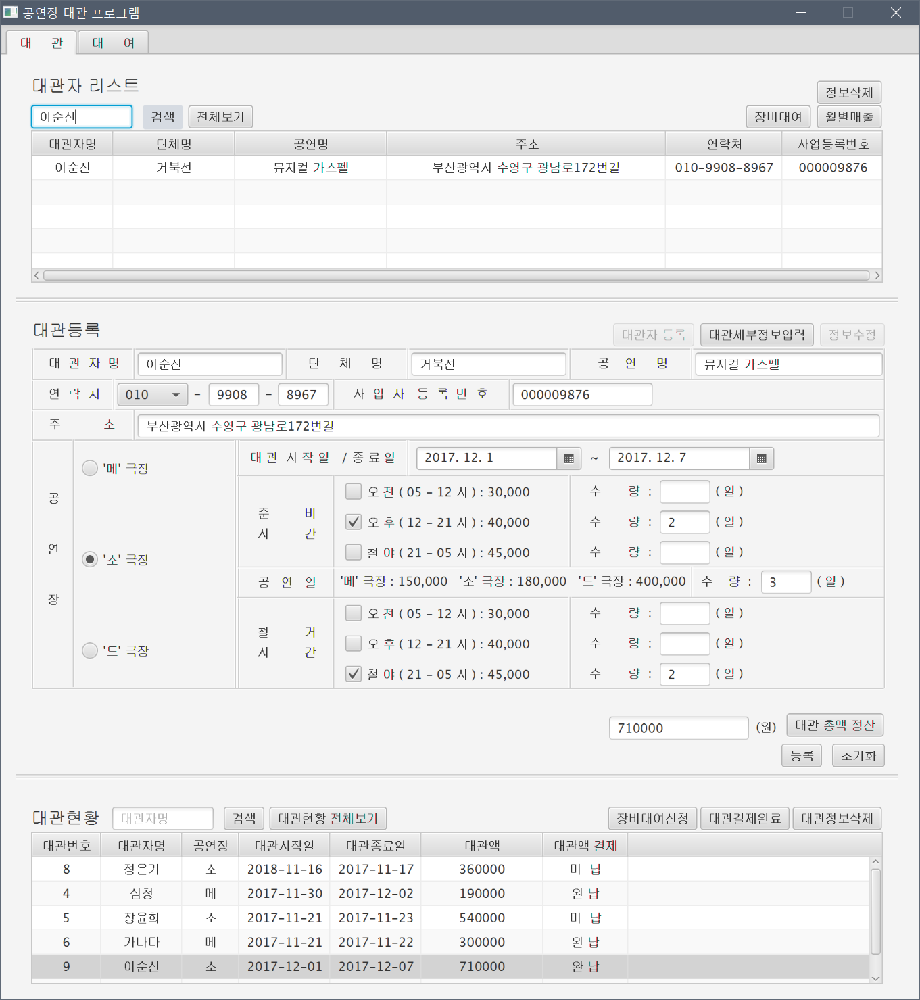 공연장 대관 프로그램
대 관 대 여
대관자 리스트
정보삭제
이순신 검색 전체보기 장비대여 월별매출
대관자명 단체명 공연명 주소 연락처 사업등록번호
이순신 거북선 뮤지컬 가스펠 부산광역시 수영구 광남로172번길 010-9908-8967 000009876
대관등록
대관자 등록 대관세부정보입력 정보수정
대 관 자 명 이순신 단 체 명 거북선 공 연 명 뮤지컬 가스펠
연 락 처 010 - 9908 - 8967 사 업 자 등 록 번 호 000009876
주 소 부산광역시 수영구 광남로172번길
공 연 장
'메' 극장
'소' 극장
'드' 극장
대 관 시 작 일 / 종 료 일 2017. 12. 1 ~ 2017. 12. 7
준 비 시 간
오 전 ( 05 - 12 시 ) : 30,000 수 량 : ( 일 )
오 후 ( 12 - 21 시 ) : 40,000 수 량 : 2 ( 일 )
철 야 ( 21 - 05 시 ) : 45,000 수 량 : ( 일 )
공 연 일 '메' 극장 : 150,000 '소' 극장 : 180,000 '드' 극장 : 400,000 수 량 : 3 ( 일 )
철 거 시 간
오 전 ( 05 - 12 시 ) : 30,000 수 량 : ( 일 )
오 후 ( 12 - 21 시 ) : 40,000 수 량 : ( 일 )
철 야 ( 21 - 05 시 ) : 45,000 수 량 : 2 ( 일 )
710000 (원) 대관 총액 정산
등록 초기화
대관현황 대관자명 검색 대관현황 전체보기 장비대여신청 대관결제완료 대관정보삭제
대관번호 대관자명 공연장 대관시작일 대관종료일 대관액 대관액 결제
8 정은기 소 2018-11-16 2017-11-17 360000 미 납
4 심청 메 2017-11-30 2017-12-02 190000 완 납
5 장윤희 소 2017-11-21 2017-11-23 540000 미 납
6 가나다 메 2017-11-21 2017-11-22 300000 완 납
9 이순신 소 2017-12-01 2017-12-07 710000 완 납